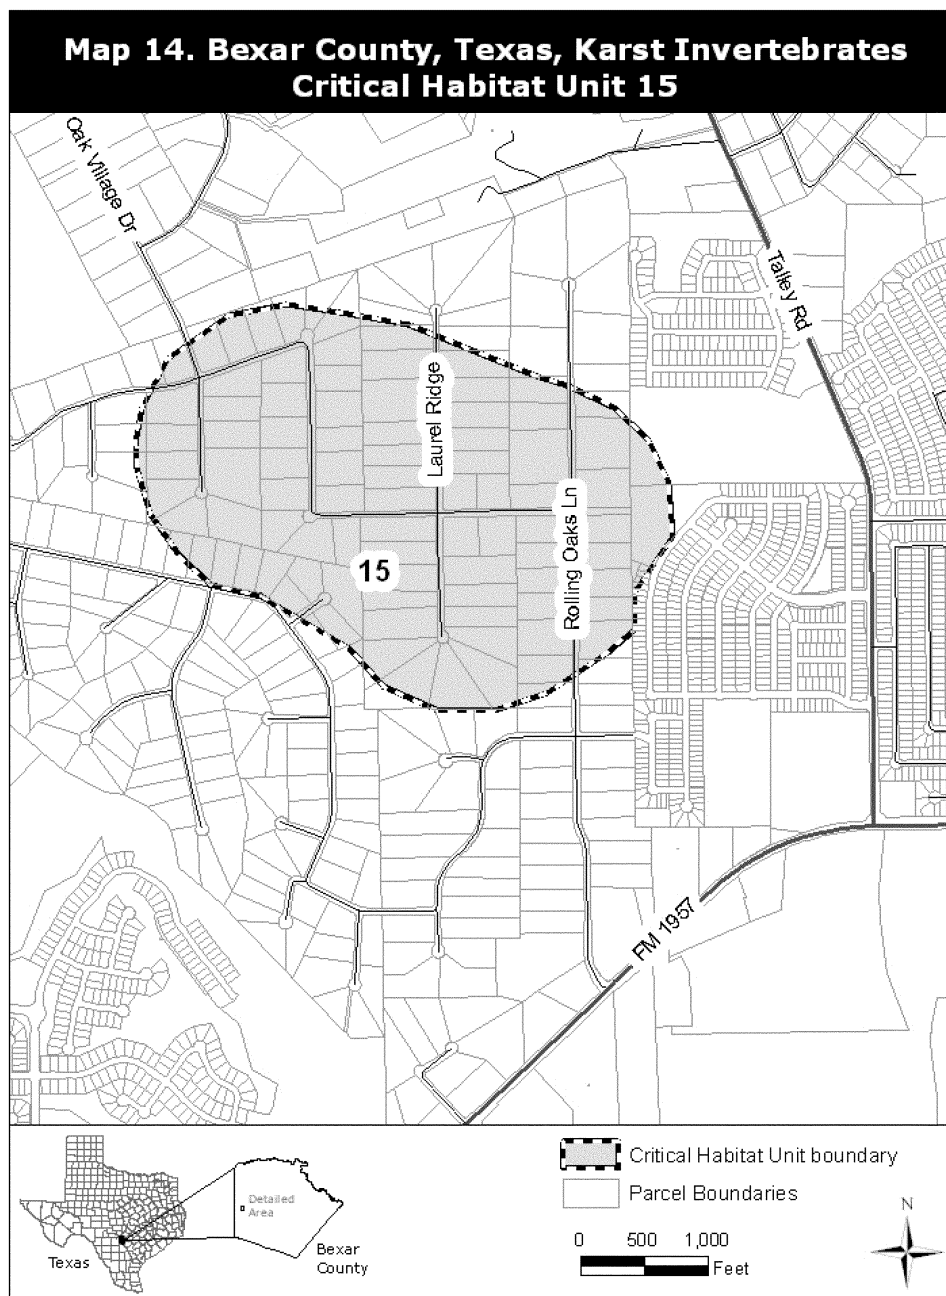 Map 14. Bexar County, Texas, Karst Invertebrates
Critical Habitat Unit 15
Oak Village Dr
Talley Rd
Laurel Ridge
Rolling Oaks Ln
15
FM 1957
Critical Habitat Unit boundary
Parcel Boundaries
Detailed
Area
Texas
Bexar
County
0 500 1,000
Feet
N